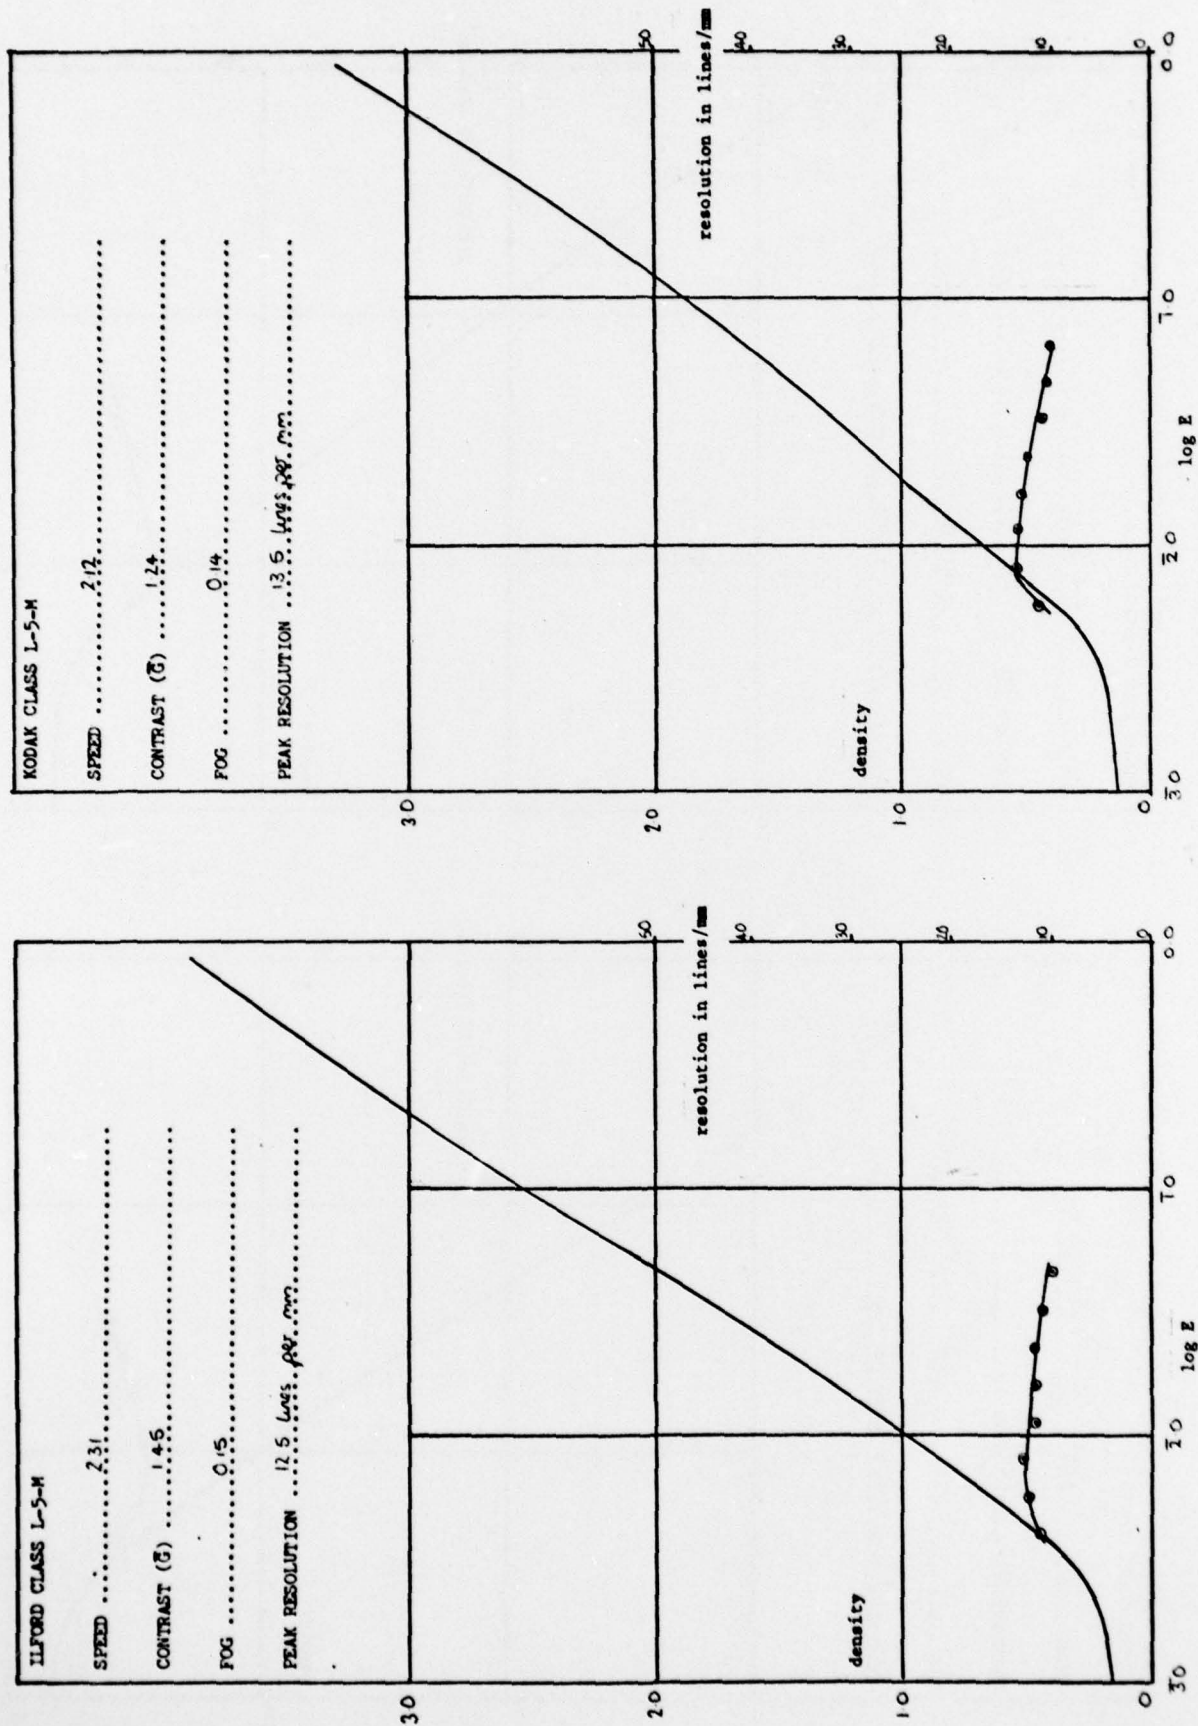 ILFORD CLASS L-5-M
SPEED ........2.31........
CONTRAST (G̅) ......1.45........
FOG ............0.15........
PEAK RESOLUTION ....12.5 lines per mm........
3.0
2.0
1.0
0
density
50
40
30
20
10
0
resolution in lines/mm
3̅.0
2̅.0
1̅.0
0.0
log E
KODAK CLASS L-5-M
SPEED ........2.12........
CONTRAST (G̅) ......1.24........
FOG ............0.14........
PEAK RESOLUTION ....13.5 lines per mm........
3.0
2.0
1.0
0
density
50
40
30
20
10
0
resolution in lines/mm
3̅.0
2̅.0
1̅.0
0.0
log E